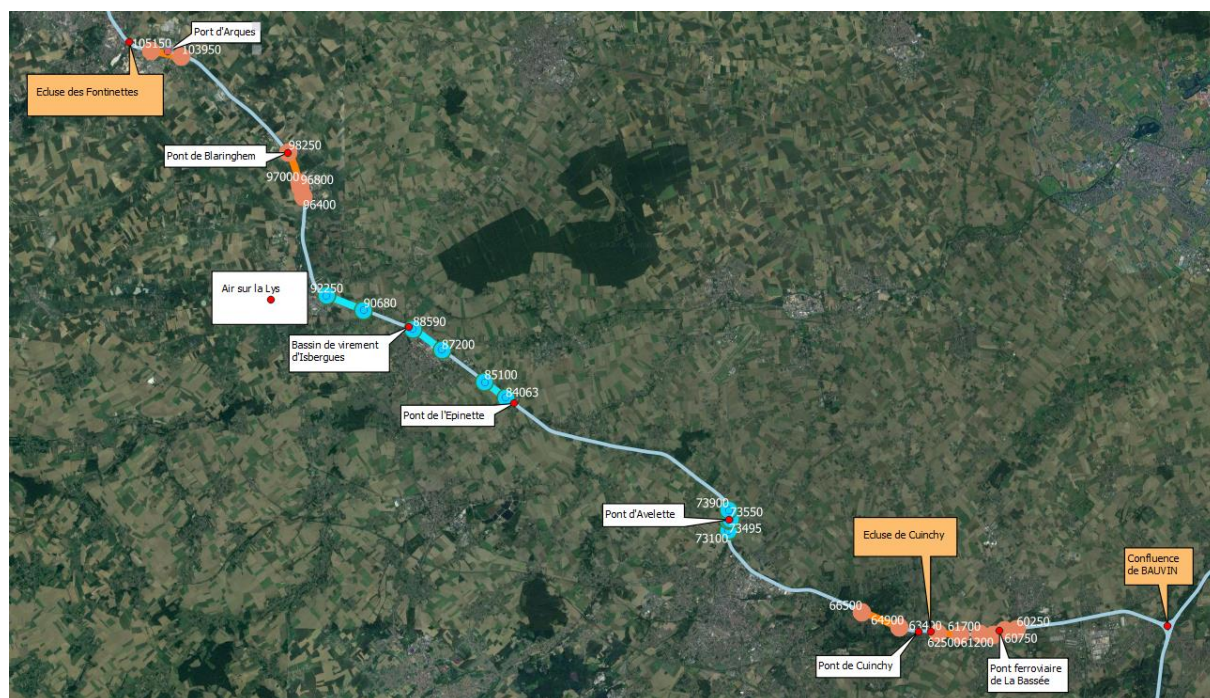 Port d'Arques
105150
103950
Ecluse des Fontinettes
98250
Pont de Blaringhem
97000
96800
96400
Air sur la Lys
92250
90680
88590
Bassin de virement
d'Isbergues
87200
85100
84063
Pont de l'Epinette
73900
73550
Pont d'Avelette
73495
73100
Ecluse de Cuinchy
Confluence
de BAUVIN
66500
64900
61700
60250
62500
61200
60750
Pont de Cuinchy
Pont ferroviaire
de La Bassée